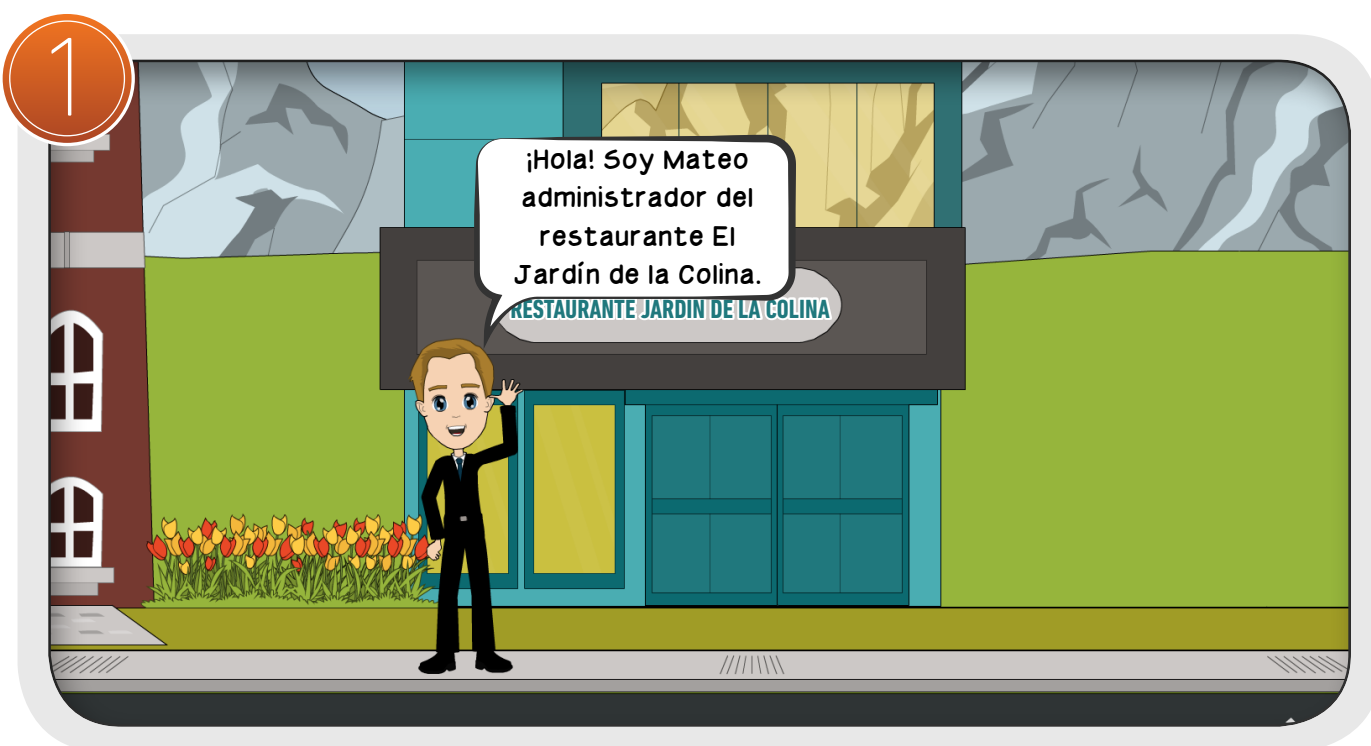 1
¡Hola! Soy Mateo
administrador del
restaurante El
Jardín de la Colina.
RESTAURANTE JARDIN DE LA COLINA